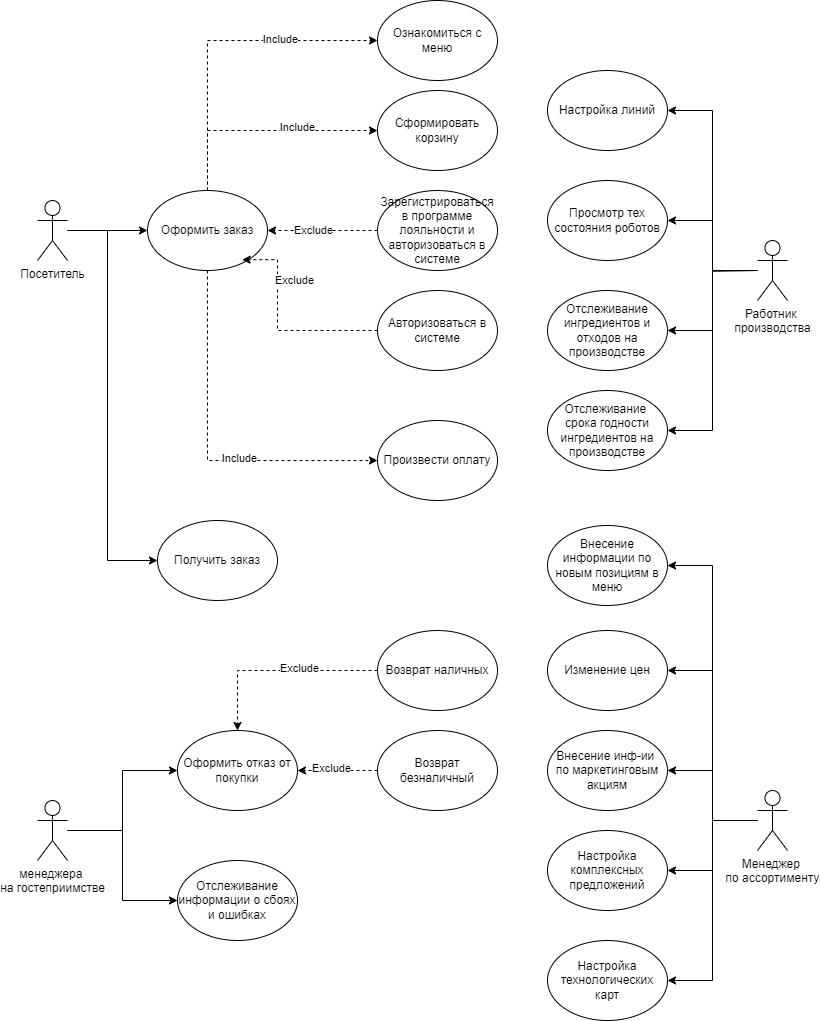 Ознакомиться с
меню
Include
Сформировать
корзину
Include
Настройка линий
Оформить заказ
Зарегистрироваться
в программе
лояльности и
авторизоваться в
системе
Exclude
Просмотр тех
состояния роботов
Посетитель
Exclude
Авторизоваться в
системе
Отслеживание
ингредиентов и
отходов на
производстве
Работник
производства
Отслеживание
срока годности
ингредиентов на
производстве
Include
Произвести оплату
Получить заказ
Внесение
информации по
новым позициям в
меню
Exclude
Возврат наличных
Изменение цен
Оформить отказ от
покупки
Exclude
Возврат
безналичный
Внесение инф-ии
по маркетинговым
акциям
менеджера
на гостеприимстве
Отслеживание
информации о сбоях
и ошибках
Настройка
комплексных
предложений
Менеджер
по ассортименту
Настройка
технологических
карт